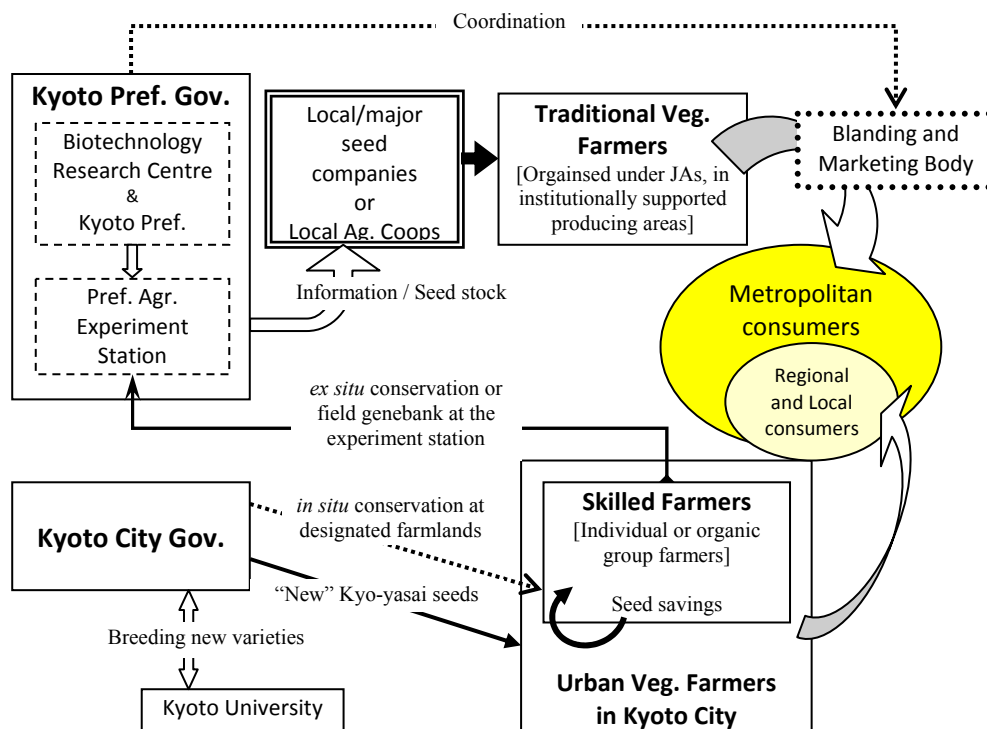 Coordination
Kyoto Pref. Gov.
Biotechnology
Research Centre
&
Kyoto Pref.
Pref. Agr.
Experiment
Station
Local/major
seed
companies
or
Local Ag. Coops
Information / Seed stock
Traditional Veg.
Farmers
[Orgainsed under JAs, in
institutionally supported
producing areas]
Blanding and
Marketing Body
Metropolitan
consumers
Regional
and Local
consumers
ex situ conservation or
field genebank at the
experiment station
Kyoto City Gov.
in situ conservation at
designated farmlands
"New" Kyo-yasai seeds
Breeding new varieties
Kyoto University
Skilled Farmers
[Individual or organic
group farmers]
Seed savings
Urban Veg. Farmers
in Kyoto City